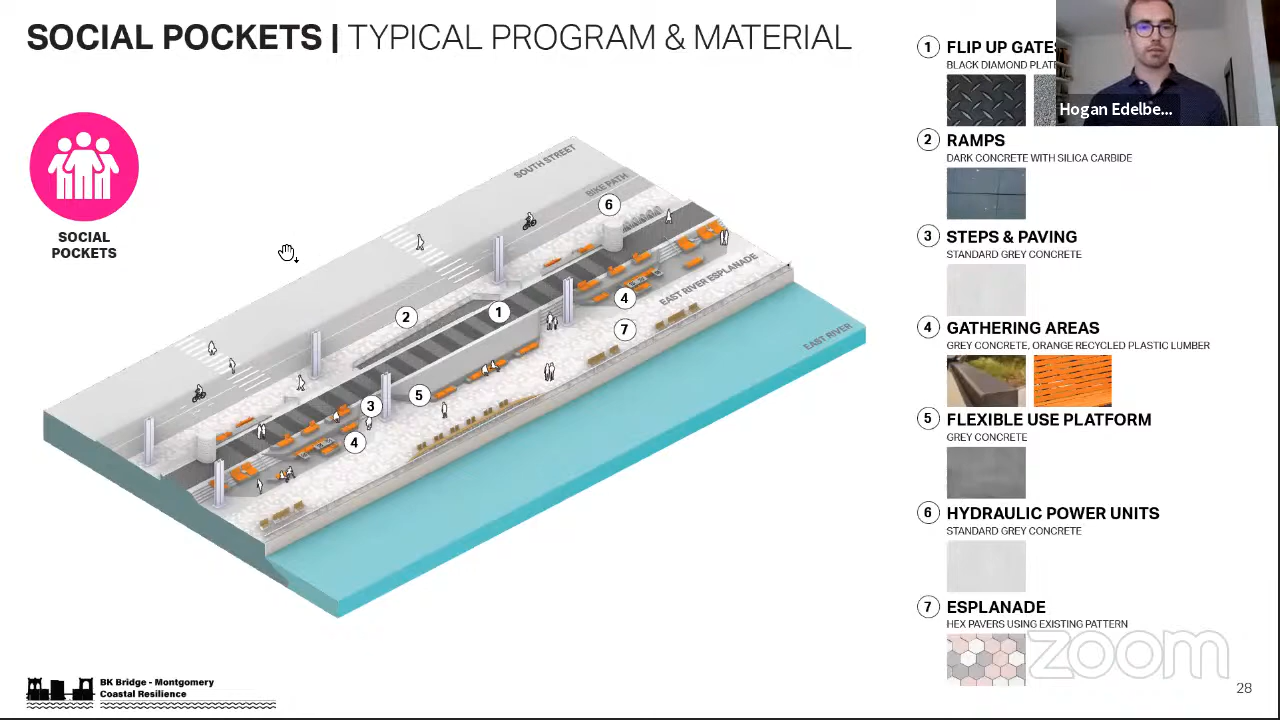 SOCIAL POCKETS | TYPICAL PROGRAM & MATERIAL
SOCIAL
POCKETS
SOUTH STREET
BIKE PATH
6
2
1
4
EAST RIVER ESPLANADE
7
EAST RIVER
5
3
4
1 FLIP UP GATES
BLACK DIAMOND PLATE
Hogan Edelbe...
2 RAMPS
DARK CONCRETE WITH SILICA CARBIDE
3 STEPS & PAVING
STANDARD GREY CONCRETE
4 GATHERING AREAS
GREY CONCRETE, ORANGE RECYCLED PLASTIC LUMBER
5 FLEXIBLE USE PLATFORM
GREY CONCRETE
6 HYDRAULIC POWER UNITS
STANDARD GREY CONCRETE
7 ESPLANADE
HEX PAVERS USING EXISTING PATTERN
zoom
BK Bridge - Montgomery
Coastal Resilience
28